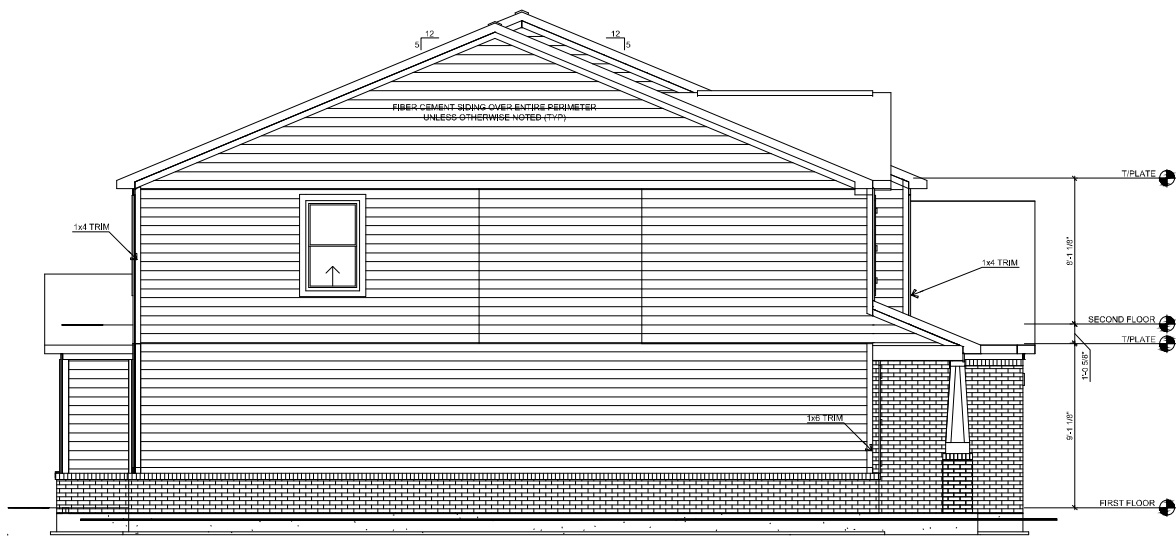 12
5
12
5
FIBER CEMENT SIDING OVER ENTIRE PERIMETER
UNLESS OTHERWISE NOTED (TYP)
T/PLATE
1x4 TRIM
8'-1 1/8"
1x4 TRIM
SECOND FLOOR
T/PLATE
1'-0 5/8"
1x6 TRIM
9'-1 1/8"
FIRST FLOOR